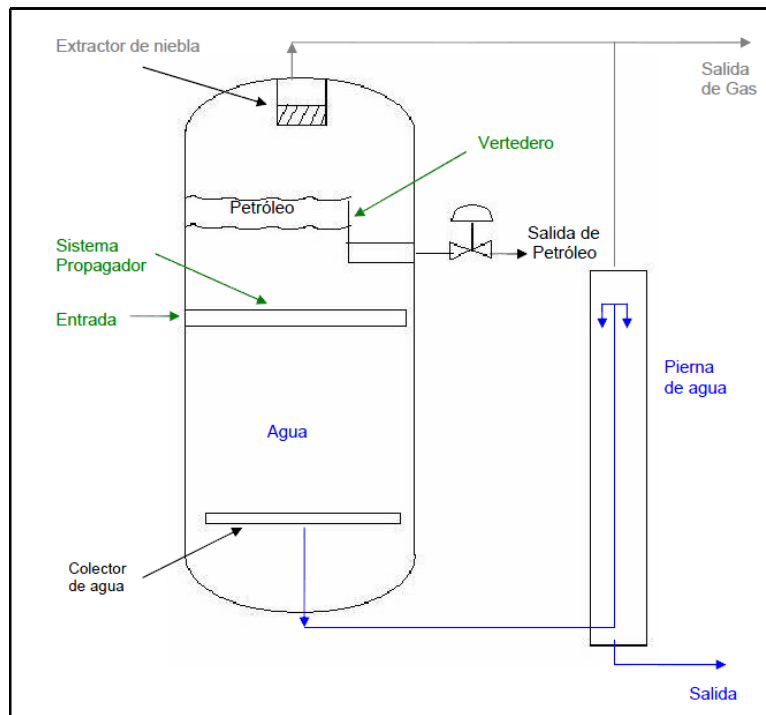 Extractor de niebla
Salida
de Gas
Vertedero
Petróleo
Salida de
Petróleo
Sistema
Propagador
Entrada
Pierna
de agua
Agua
Colector
de agua
Salida